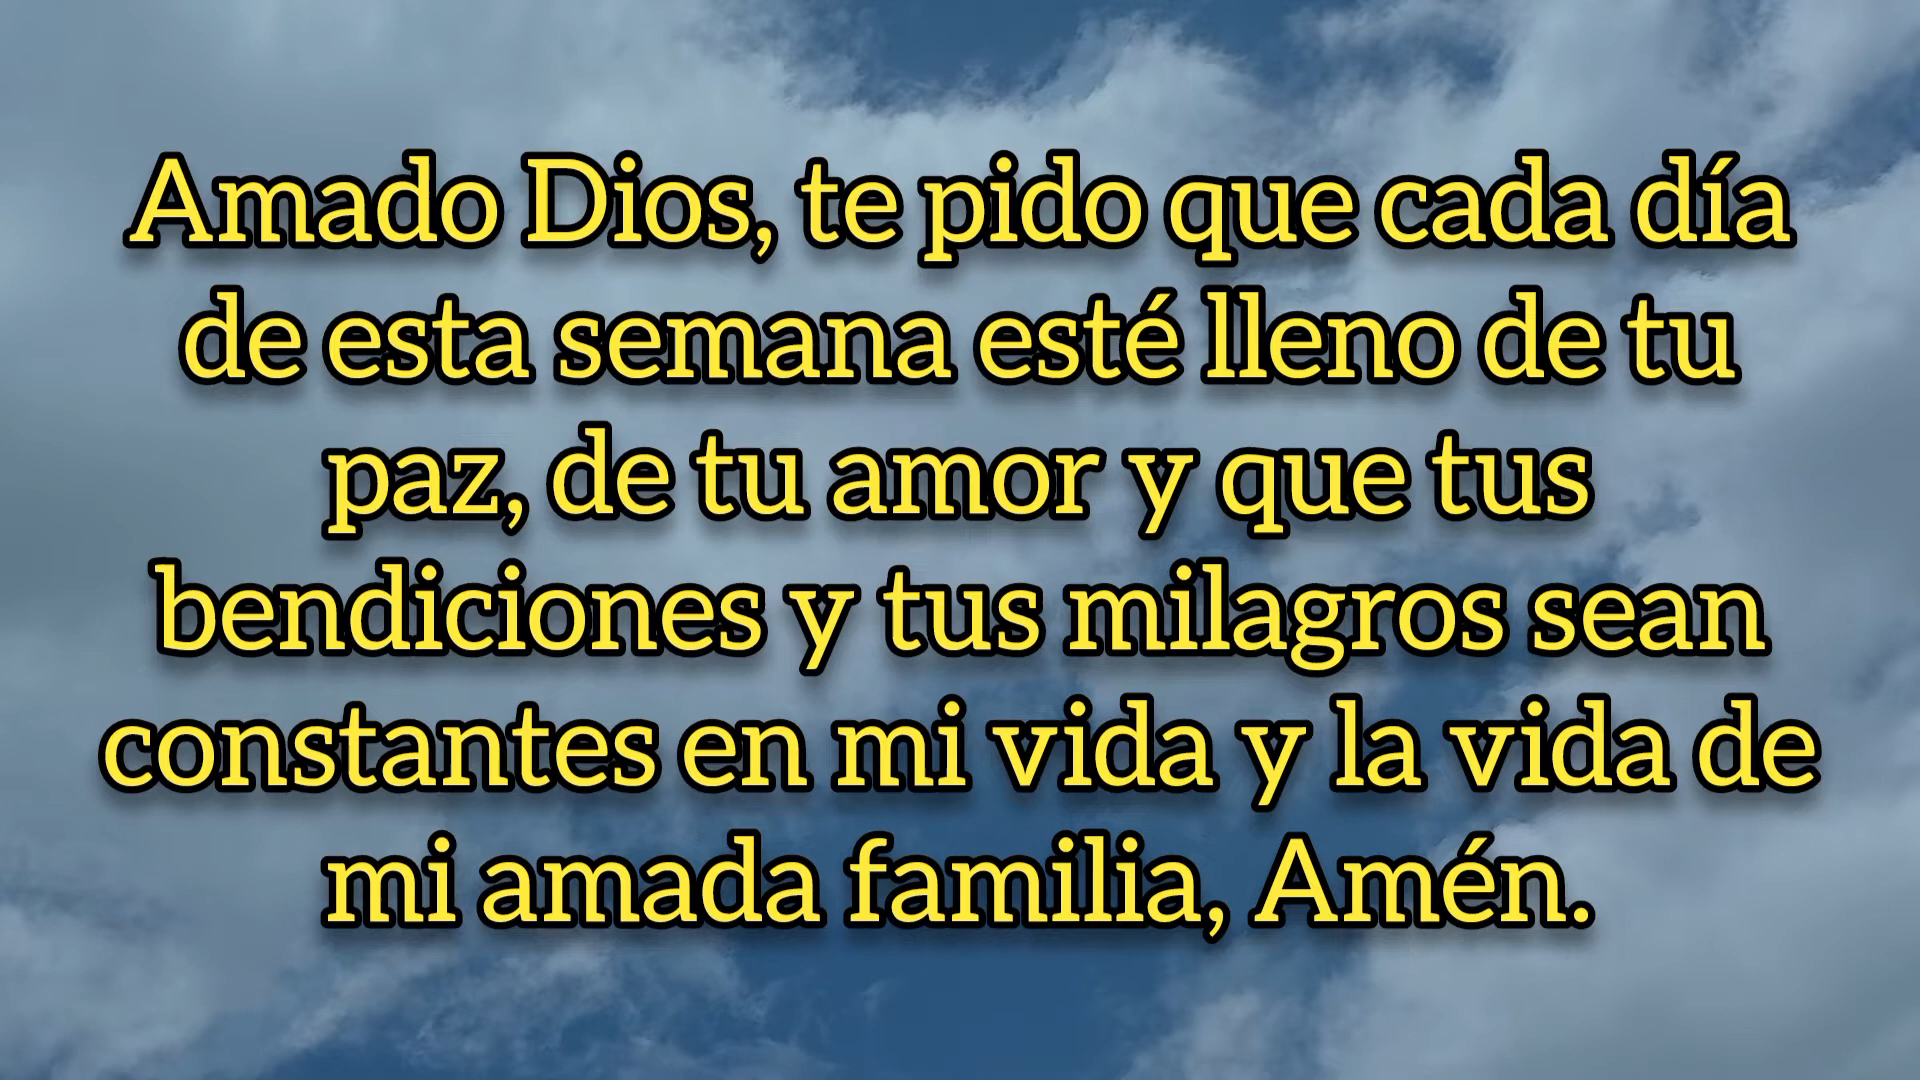 Amado Dios, te pido que cada día
de esta semana esté lleno de tu
paz, de tu amor y que tus
bendiciones y tus milagros sean
constantes en mi vida y la vida de
mi amada familia, Amén.